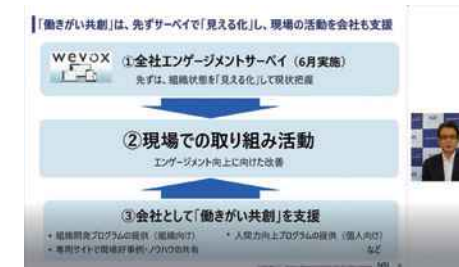 「働きがい共創」は、先ずサーベイで「見える化」し、現場の活動を会社も支援
wevox
①全社エンゲージメントサーベイ（6月実施）
先ずは、組織状態を「見える化」して現状把握
②現場での取り組み活動
エンゲージメント向上に向けた改善
③会社として「働きがい共創」を支援
・組織開発プログラムの提供（組織向け）
・人間力向上プログラムの提供（個人向け）
・専用サイトで現場好事例・ノウハウの共有
など